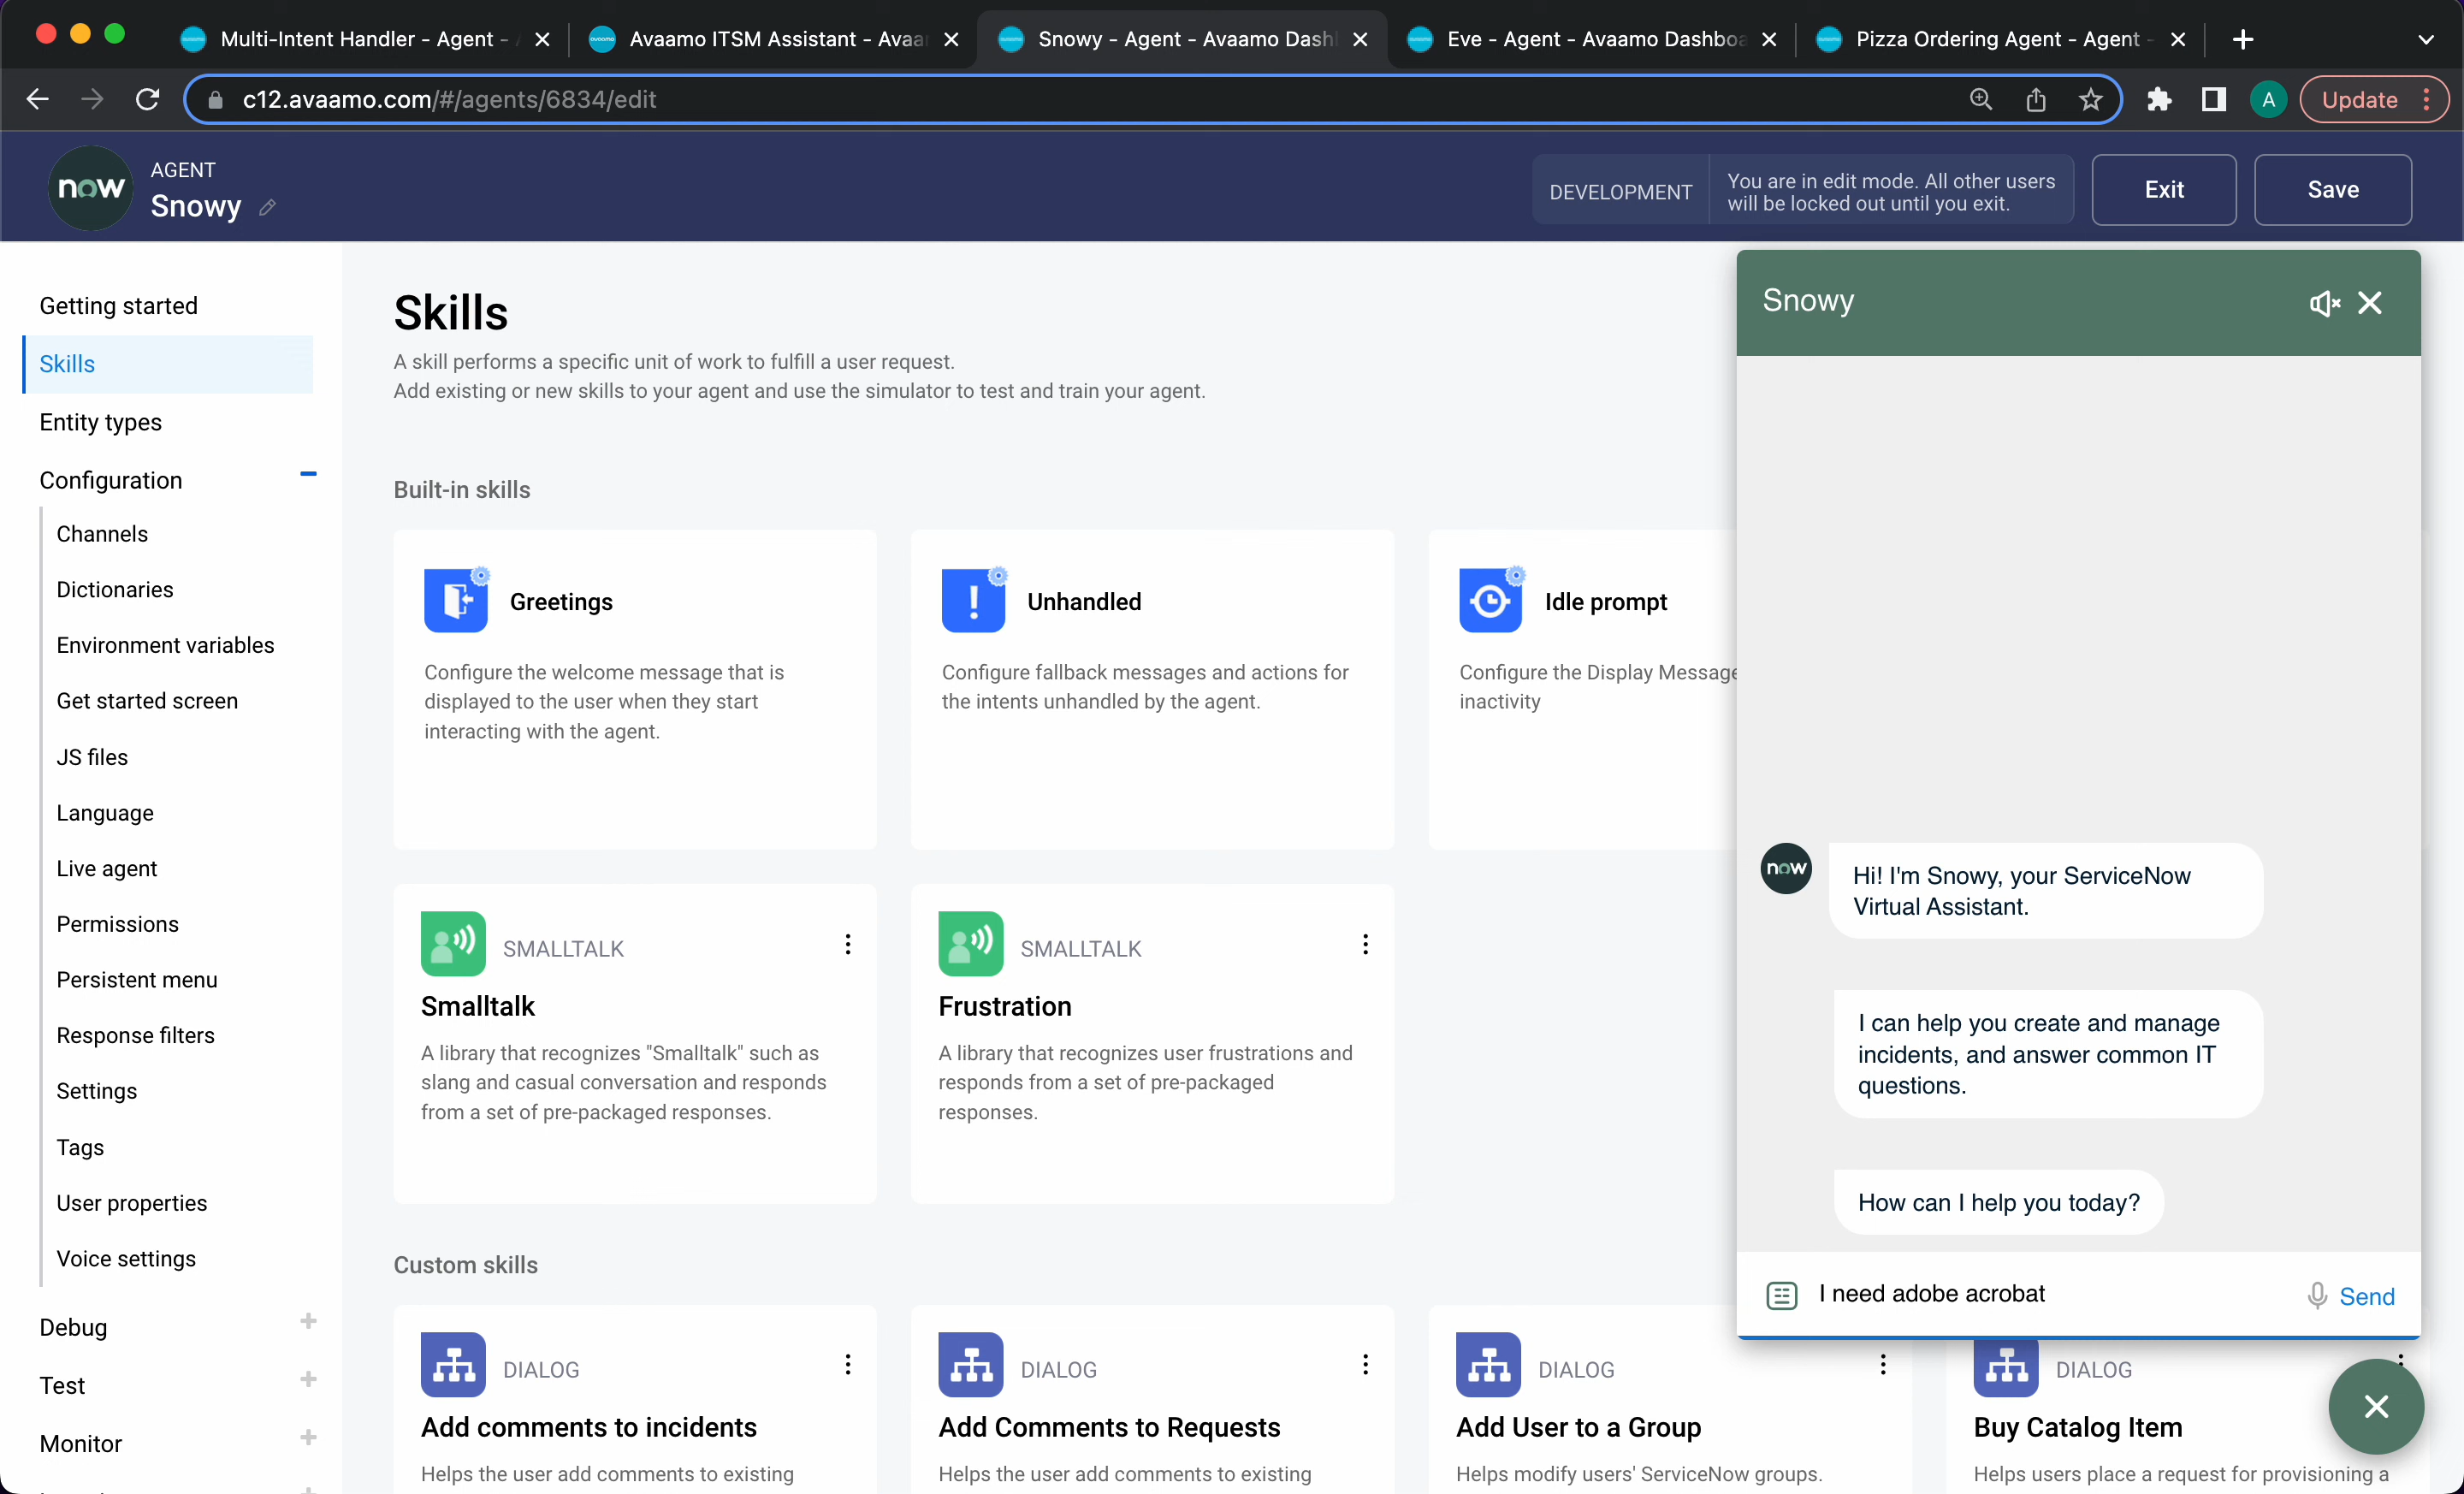 Multi-Intent Handler - Agent -
Avaamo ITSM Assistant - Avaa
Snowy - Agent - Avaamo Dash
Eve - Agent - Avaamo Dashboa
Pizza Ordering Agent - Agent -
c12.avaamo.com/#/agents/6834/edit
A
Update
now
AGENT
Snowy
DEVELOPMENT
You are in edit mode. All other users
will be locked out until you exit.
Exit
Save
Getting started
Skills
Entity types
Configuration
Channels
Dictionaries
Environment variables
Get started screen
JS files
Language
Live agent
Permissions
Persistent menu
Response filters
Settings
Tags
User properties
Voice settings
Debug
Test
Monitor
Skills
A skill performs a specific unit of work to fulfill a user request.
Add existing or new skills to your agent and use the simulator to test and train your agent.
Built-in skills
Greetings
Configure the welcome message that is
displayed to the user when they start
interacting with the agent.
Unhandled
Configure fallback messages and actions for
the intents unhandled by the agent.
Idle prompt
Configure the Display Message
inactivity
SMALLTALK
Smalltalk
A library that recognizes "Smalltalk" such as
slang and casual conversation and responds
from a set of pre-packaged responses.
SMALLTALK
Frustration
A library that recognizes user frustrations and
responds from a set of pre-packaged
responses.
Custom skills
DIALOG
Add comments to incidents
Helps the user add comments to existing
DIALOG
Add Comments to Requests
Helps the user add comments to existing
DIALOG
Add User to a Group
Helps modify users' ServiceNow groups.
DIALOG
Buy Catalog Item
Helps users place a request for provisioning a
Snowy
now
Hi! I'm Snowy, your ServiceNow
Virtual Assistant.
I can help you create and manage
incidents, and answer common IT
questions.
How can I help you today?
I need adobe acrobat
Send